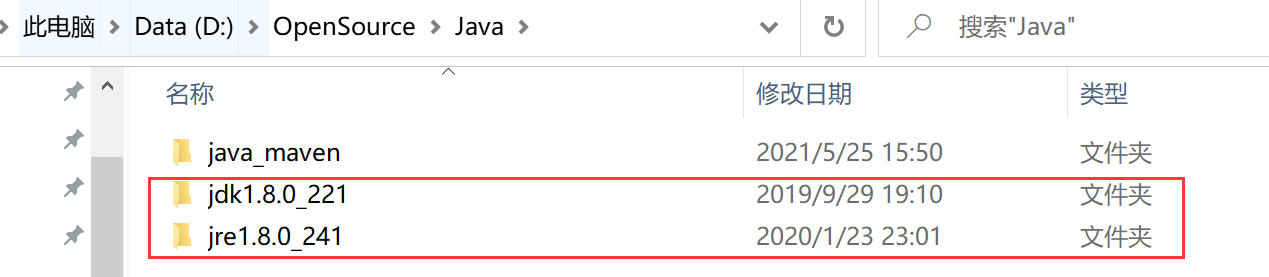 此电脑 Data (D:) OpenSource Java 搜索"Java"
名称 修改日期 类型
java_maven 2021/5/25 15:50 文件夹
jdk1.8.0_221 2019/9/29 19:10 文件夹
jre1.8.0_241 2020/1/23 23:01 文件夹